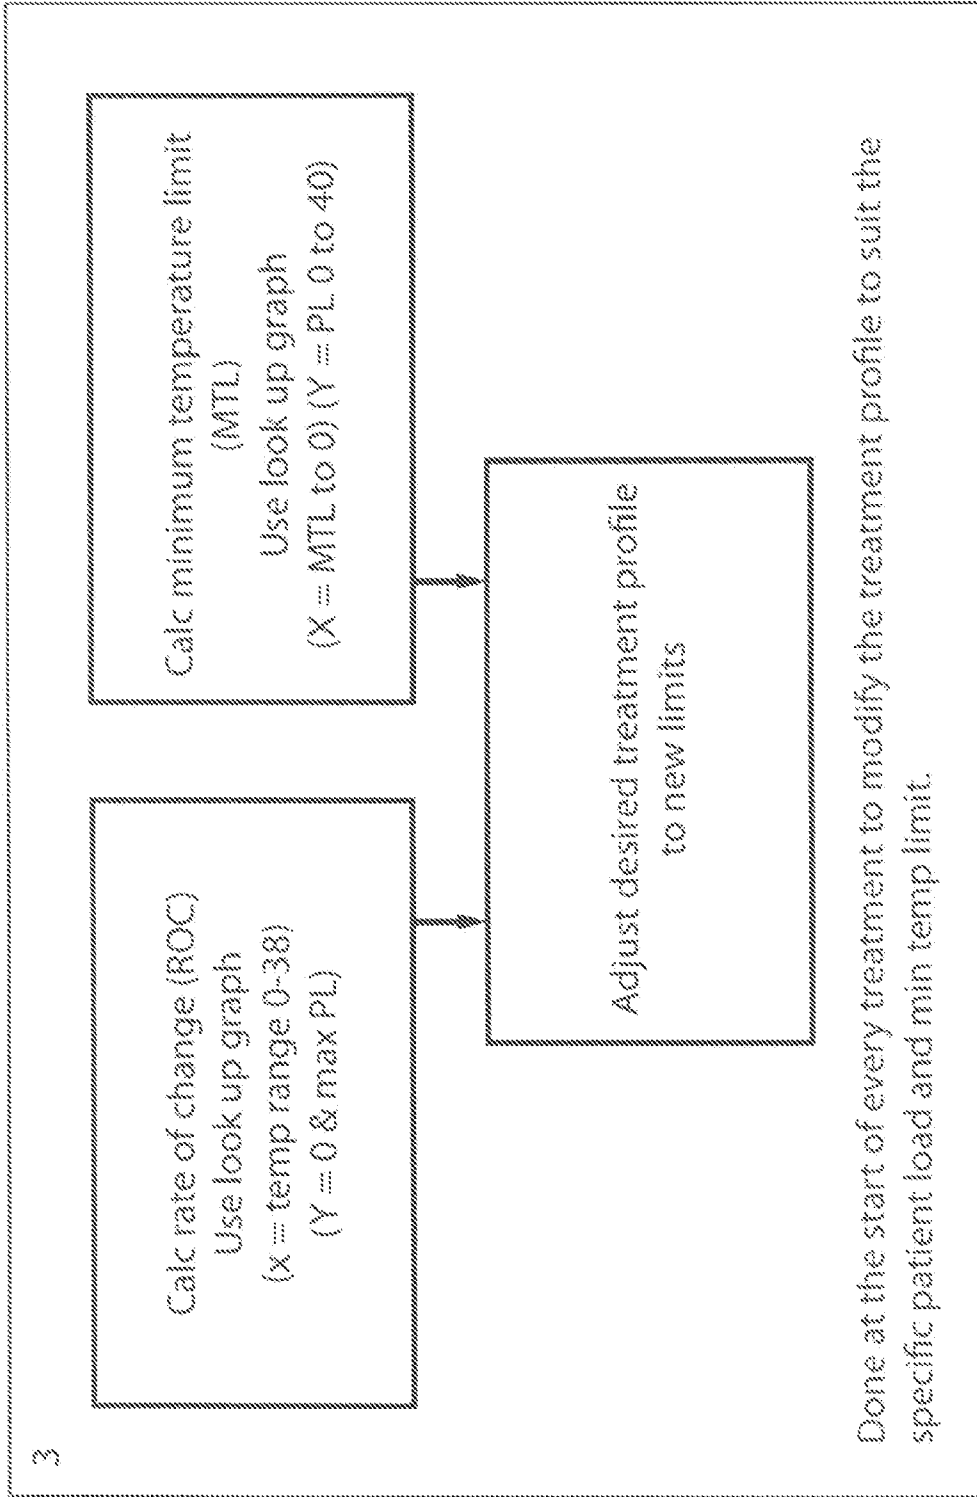 3
Calc rate of change (ROC)
Use look up graph
(x = temp range 0-38)
(Y = 0 & max PL)
Calc minimum temperature limit
(MTL)
Use look up graph
(X = MTL to 0) (Y = PL 0 to 40)
Adjust desired treatment profile
to new limits
Done at the start of every treatment to modify the treatment profile to suit the
specific patient load and min temp limit.